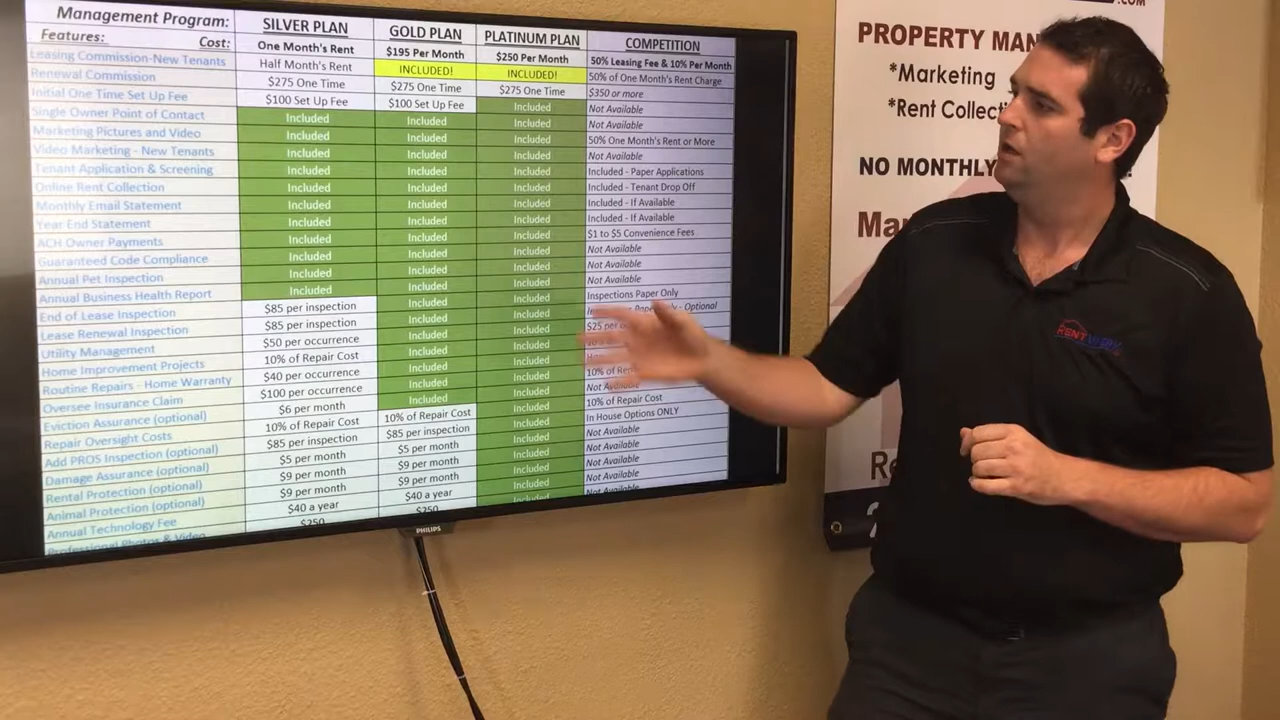 Management Program: SILVER PLAN GOLD PLAN PLATINUM PLAN COMPETITION
Features: Cost: One Month's Rent $195 Per Month $250 Per Month 50% Leasing Fee & 10% Per Month
Leasing Commission-New Tenants Half Month's Rent INCLUDED! INCLUDED! 50% of One Month's Rent Charge
Renewal Commission $275 One Time $275 One Time $275 One Time $350 or more
Initial One Time Set Up Fee $100 Set Up Fee $100 Set Up Fee Included Not Available
Single Owner Point of Contact Included Included Included Not Available
Marketing Pictures and Video Included Included Included 50% One Month's Rent or More
Video Marketing - New Tenants Included Included Included Not Available
Tenant Application & Screening Included Included Included Included - Paper Applications
Online Rent Collection Included Included Included Included - Tenant Drop Off
Monthly Email Statement Included Included Included Included - If Available
Year End Statement Included Included Included Included - If Available
ACH Owner Payments Included Included Included $1 to $5 Convenience Fees
Guaranteed Code Compliance Included Included Included Not Available
Annual Pet Inspection Included Included Included Not Available
Annual Business Health Report Included Included Included Not Available
End of Lease Inspection $85 per inspection Included Included Inspections Paper Only
Lease Renewal Inspection $85 per inspection Included Included - Optional
Utility Management $50 per occurrence Included Included $25 per
Home Improvement Projects 10% of Repair Cost Included Included
Routine Repairs - Home Warranty $40 per occurrence Included Included
Oversee Insurance Claim $100 per occurrence Included Included 10% of
Eviction Assurance (optional) $6 per month Included Included Not Available
Repair Oversight Costs 10% of Repair Cost 10% of Repair Cost Included 10% of Repair Cost
Add PROS Inspection (optional) $85 per inspection $85 per inspection Included In House Options ONLY
Damage Assurance (optional) $5 per month $5 per month Included Not Available
Rental Protection (optional) $9 per month $9 per month Included Not Available
Animal Protection (optional) $9 per month $9 per month Included Not Available
Annual Technology Fee $40 a year $40 a year Included Not Available
Professional Photos & Video $250 $250 Included Not Available
PHILIPS
.COM
PROPERTY MAN
*Marketing
*Rent Collecti
NO MONTHLY
Ma
Re
RENTWERX